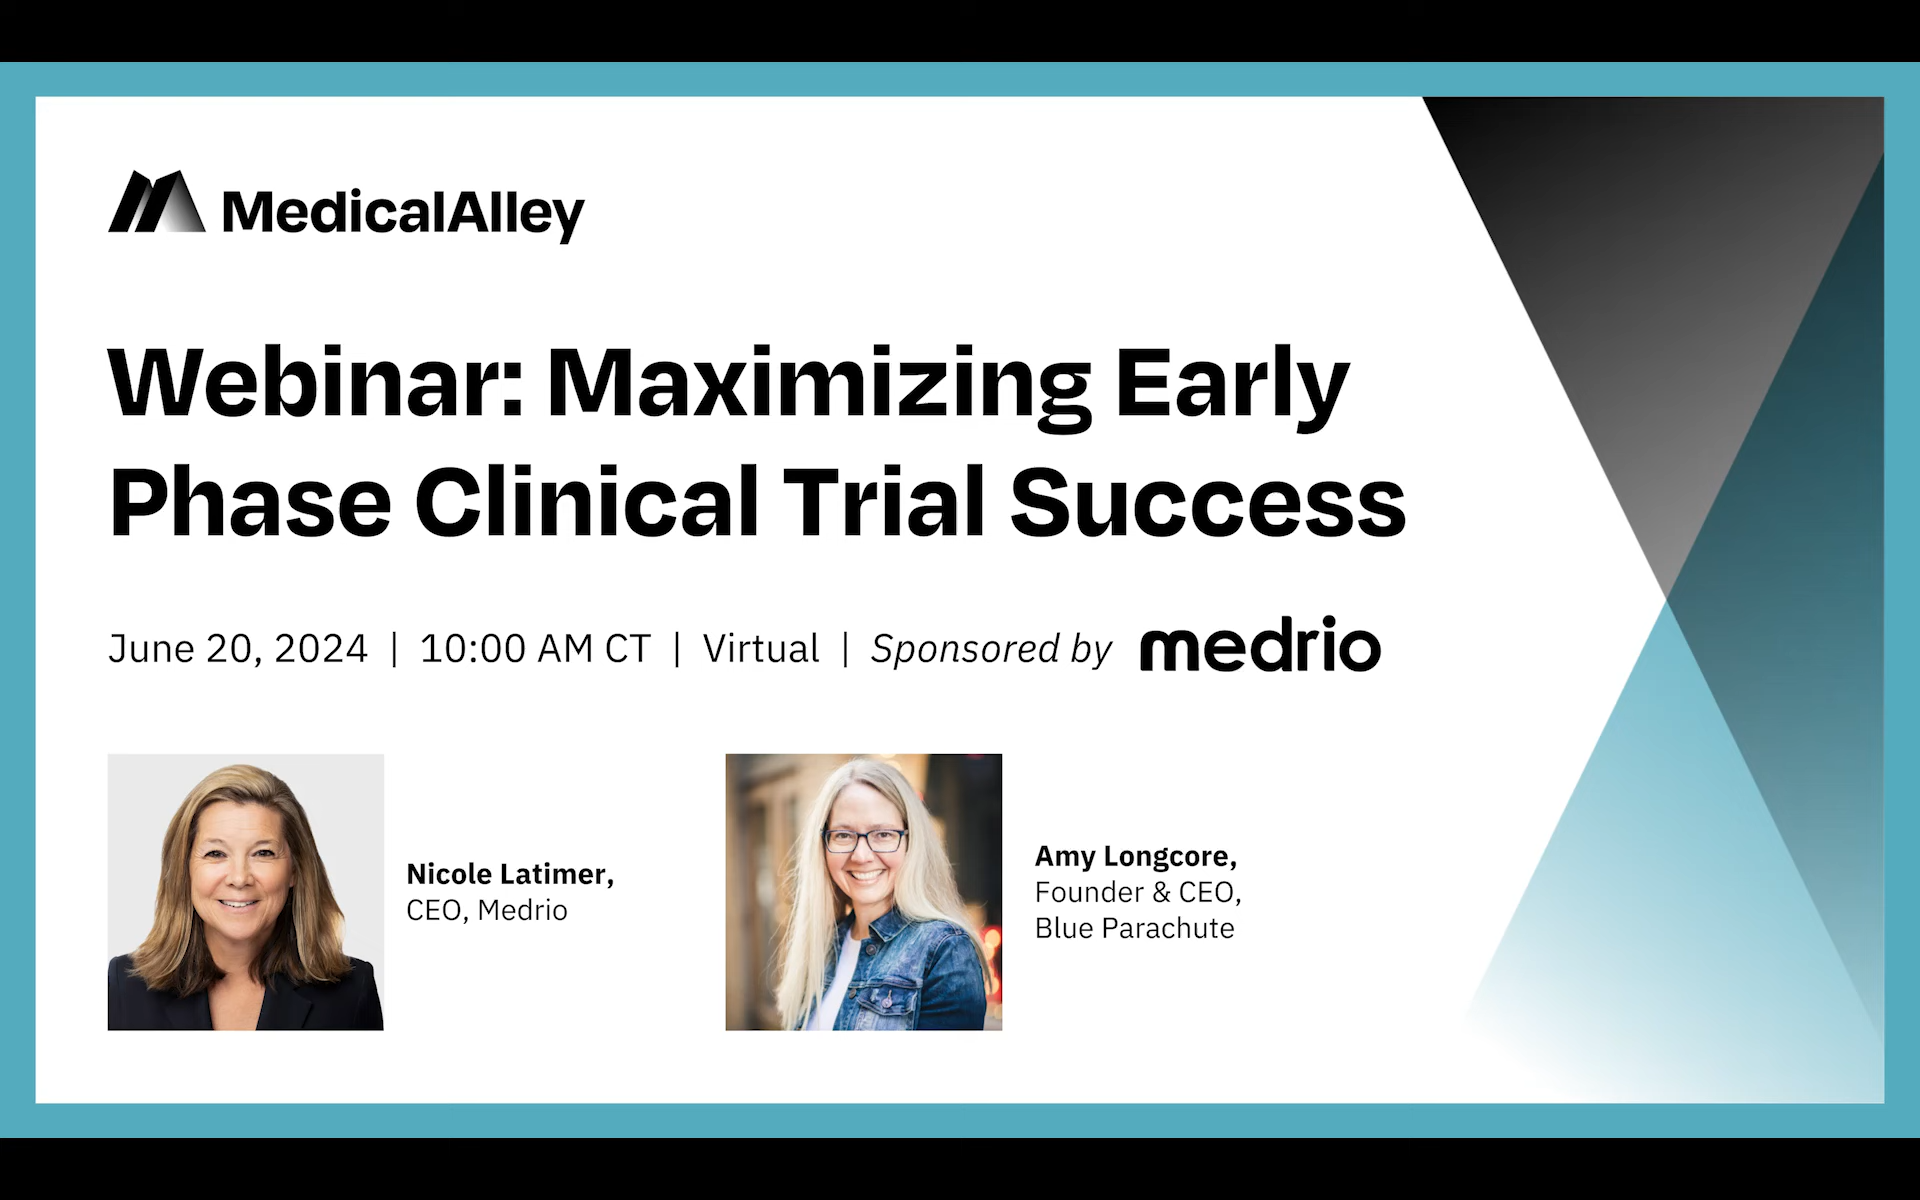 MedicalAlley
Webinar: Maximizing Early
Phase Clinical Trial Success
June 20, 2024 | 10:00 AM CT | Virtual | Sponsored by medrio
Nicole Latimer,
CEO, Medrio
Amy Longcore,
Founder & CEO,
Blue Parachute